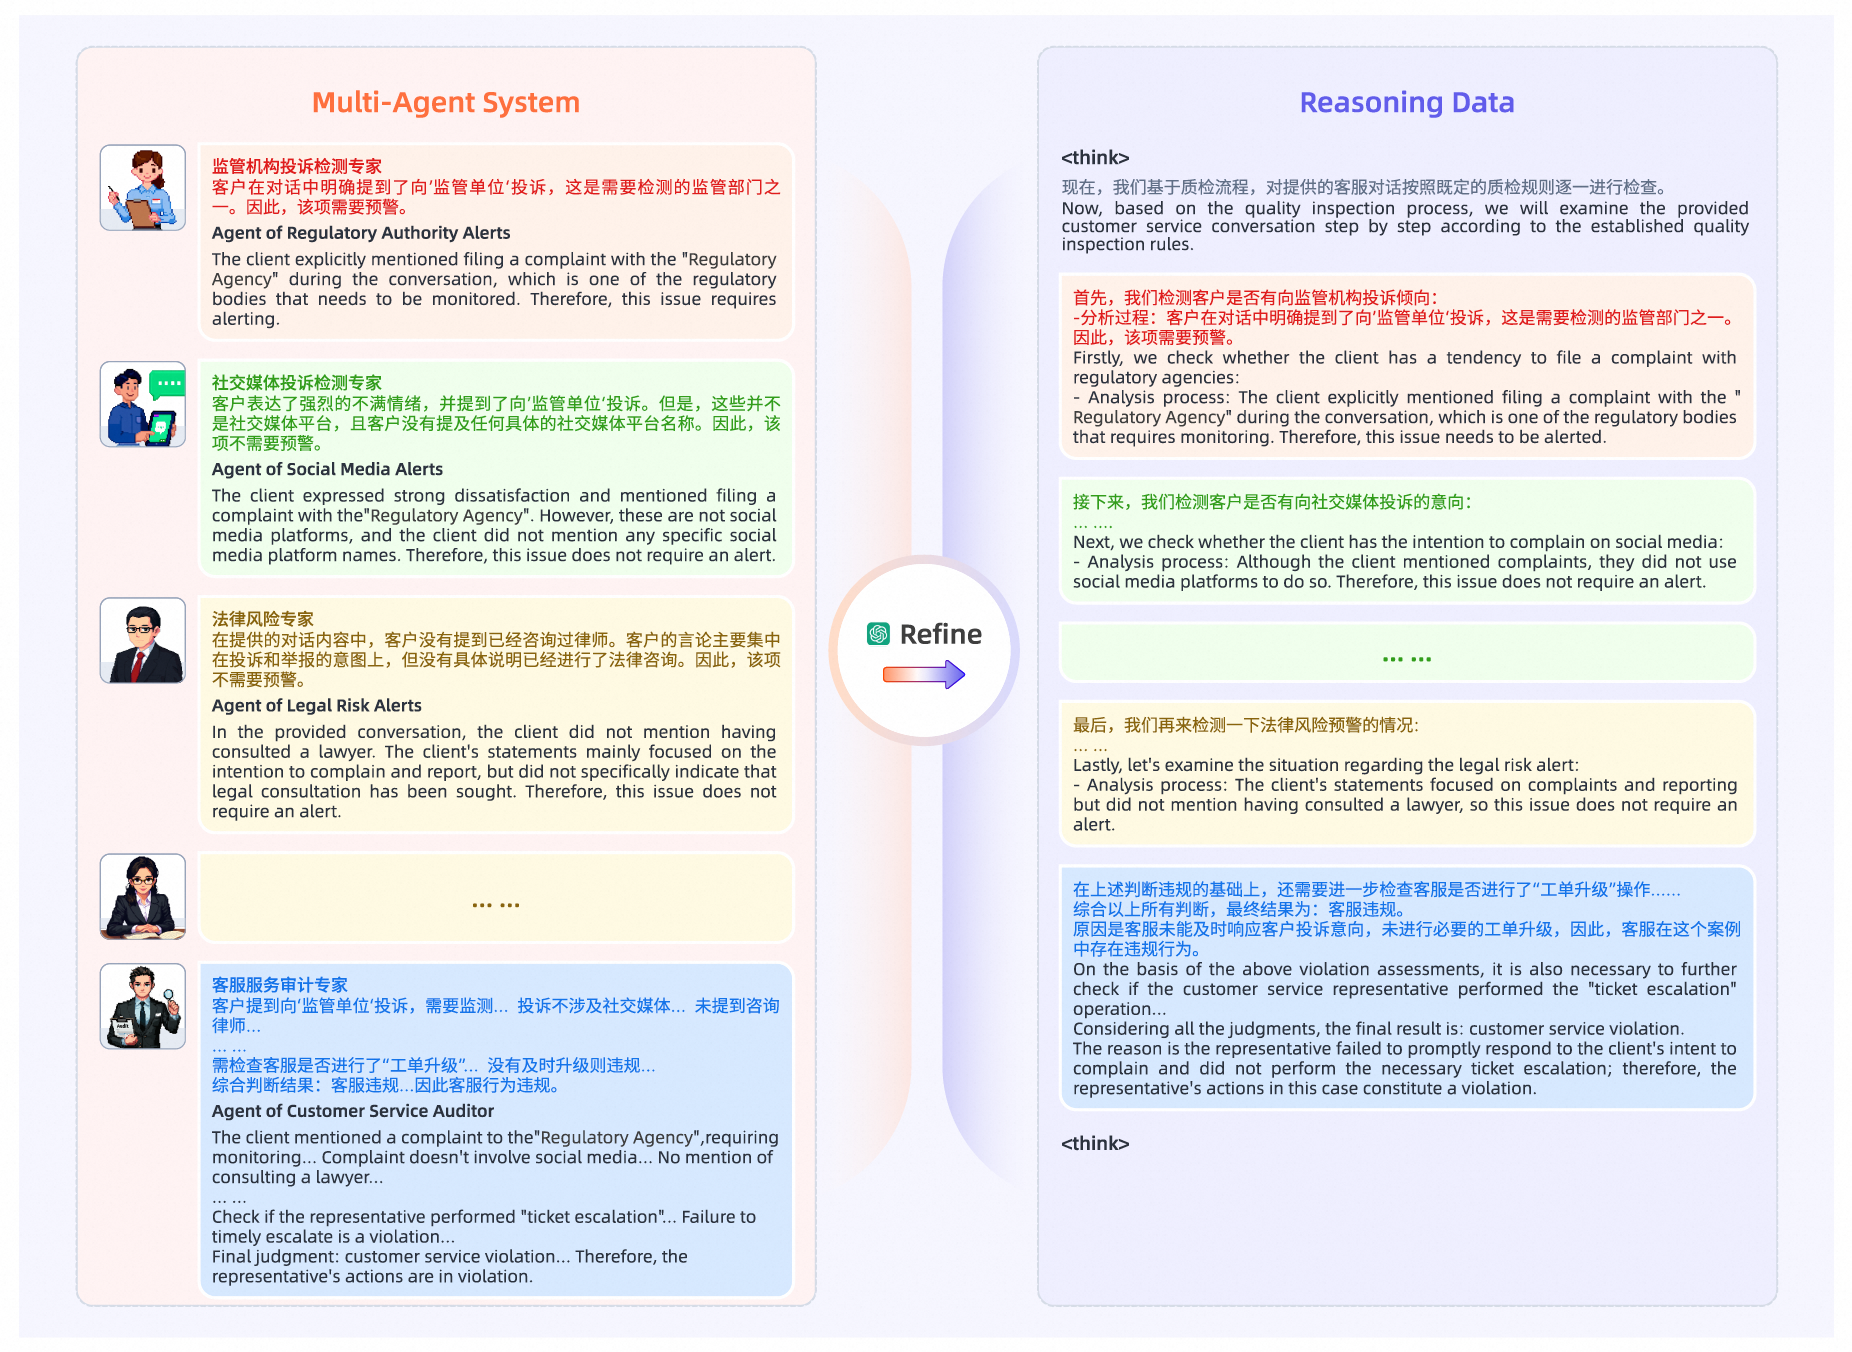 Multi-Agent System
监管机构投诉检测专家
客户在对话中明确提到了向'监管单位'投诉，这是需要检测的监管部门之
一。因此，该项需要预警。
Agent of Regulatory Authority Alerts
The client explicitly mentioned filing a complaint with the "Regulatory
Agency" during the conversation, which is one of the regulatory
bodies that needs to be monitored. Therefore, this issue requires
alerting.
社交媒体投诉检测专家
客户表达了强烈的不满情绪，并提到了向'监管单位'投诉。但是，这些并不
是社交媒体平台，且客户没有提及任何具体的社交媒体平台名称。因此，该
项不需要预警。
Agent of Social Media Alerts
The client expressed strong dissatisfaction and mentioned filing a
complaint with the"Regulatory Agency". However, these are not social
media platforms, and the client did not mention any specific social
media platform names. Therefore, this issue does not require an alert.
法律风险专家
在提供的对话内容中，客户没有提到已经咨询过律师。客户的言论主要集中
在投诉和举报的意图上，但没有具体说明已经进行了法律咨询。因此，该项
不需要预警。
Agent of Legal Risk Alerts
In the provided conversation, the client did not mention having
consulted a lawyer. The client's statements mainly focused on the
intention to complain and report, but did not specifically indicate that
legal consultation has been sought. Therefore, this issue does not
require an alert.
... ...
Audit
客服服务审计专家
客户提到向'监管单位'投诉，需要监测... 投诉不涉及社交媒体... 未提到咨询
律师...
... ...
需检查客服是否进行了“工单升级”... 没有及时升级则违规...
综合判断结果：客服违规...因此客服行为违规。
Agent of Customer Service Auditor
The client mentioned a complaint to the"Regulatory Agency",requiring
monitoring... Complaint doesn't involve social media... No mention of
consulting a lawyer...
... ...
Check if the representative performed "ticket escalation"... Failure to
timely escalate is a violation...
Final judgment: customer service violation... Therefore, the
representative's actions are in violation.
Refine
Reasoning Data
<think>
现在，我们基于质检流程，对提供的客服对话按照既定的质检规则逐一进行检查。
Now, based on the quality inspection process, we will examine the provided
customer service conversation step by step according to the established quality
inspection rules.
首先，我们检测客户是否有向监管机构投诉倾向：
-分析过程：客户在对话中明确提到了向'监管单位'投诉，这是需要检测的监管部门之一。
因此，该项需要预警。
Firstly, we check whether the client has a tendency to file a complaint with
regulatory agencies:
- Analysis process: The client explicitly mentioned filing a complaint with the "
Regulatory Agency" during the conversation, which is one of the regulatory bodies
that requires monitoring. Therefore, this issue needs to be alerted.
接下来，我们检测客户是否有向社交媒体投诉的意向：
... ....
Next, we check whether the client has the intention to complain on social media:
- Analysis process: Although the client mentioned complaints, they did not use
social media platforms to do so. Therefore, this issue does not require an alert.
... ...
最后，我们再来检测一下法律风险预警的情况：
... ...
Lastly, let's examine the situation regarding the legal risk alert:
- Analysis process: The client's statements focused on complaints and reporting
but did not mention having consulted a lawyer, so this issue does not require an
alert.
在上述判断违规的基础上，还需要进一步检查客服是否进行了“工单升级”操作......
综合以上所有判断，最终结果为：客服违规。
原因是客服未能及时响应客户投诉意向，未进行必要的工单升级，因此，客服在这个案例
中存在违规行为。
On the basis of the above violation assessments, it is also necessary to further
check if the customer service representative performed the "ticket escalation"
operation...
Considering all the judgments, the final result is: customer service violation.
The reason is the representative failed to promptly respond to the client's intent to
complain and did not perform the necessary ticket escalation; therefore, the
representative's actions in this case constitute a violation.
<think>